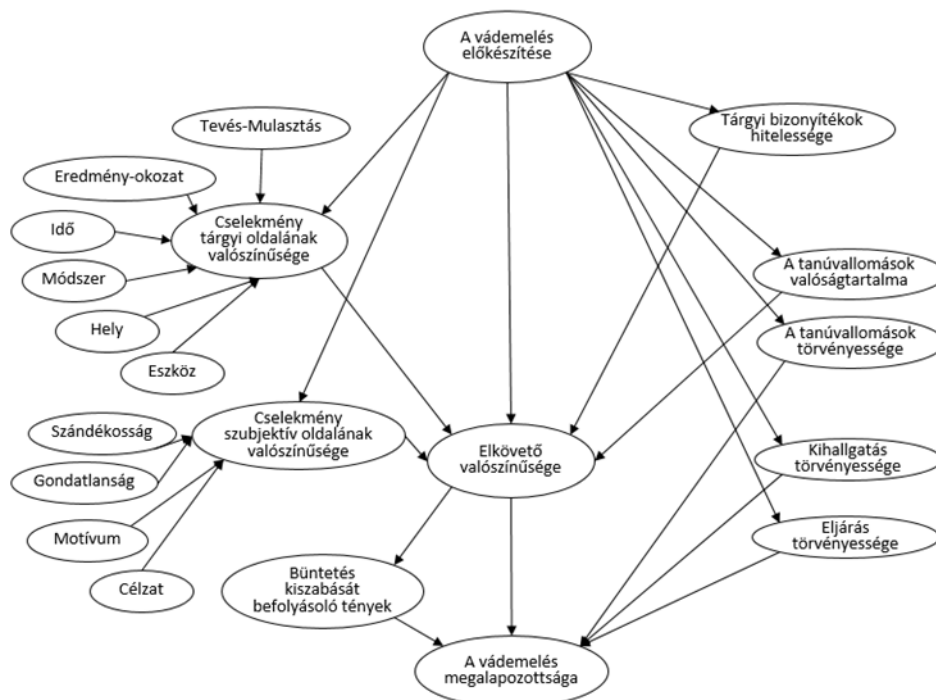 A vádemelés
előkészítése
Tevés-Mulasztás
Tárgyi bizonyítékok
hitelessége
Eredmény-okozat
Idő
Cselekmény
tárgyi oldalának
valószínűsége
Módszer
A tanúvallomások
valóságtartalma
Hely
A tanúvallomások
törvényessége
Eszköz
Szándékosság
Cselekmény
szubjektív oldalának
valószínűsége
Elkövető
valószínűsége
Kihallgatás
törvényessége
Gondatlanság
Motívum
Eljárás
törvényessége
Célzat
Büntetés
kiszabását
befolyásoló tények
A vádemelés
megalapozottsága